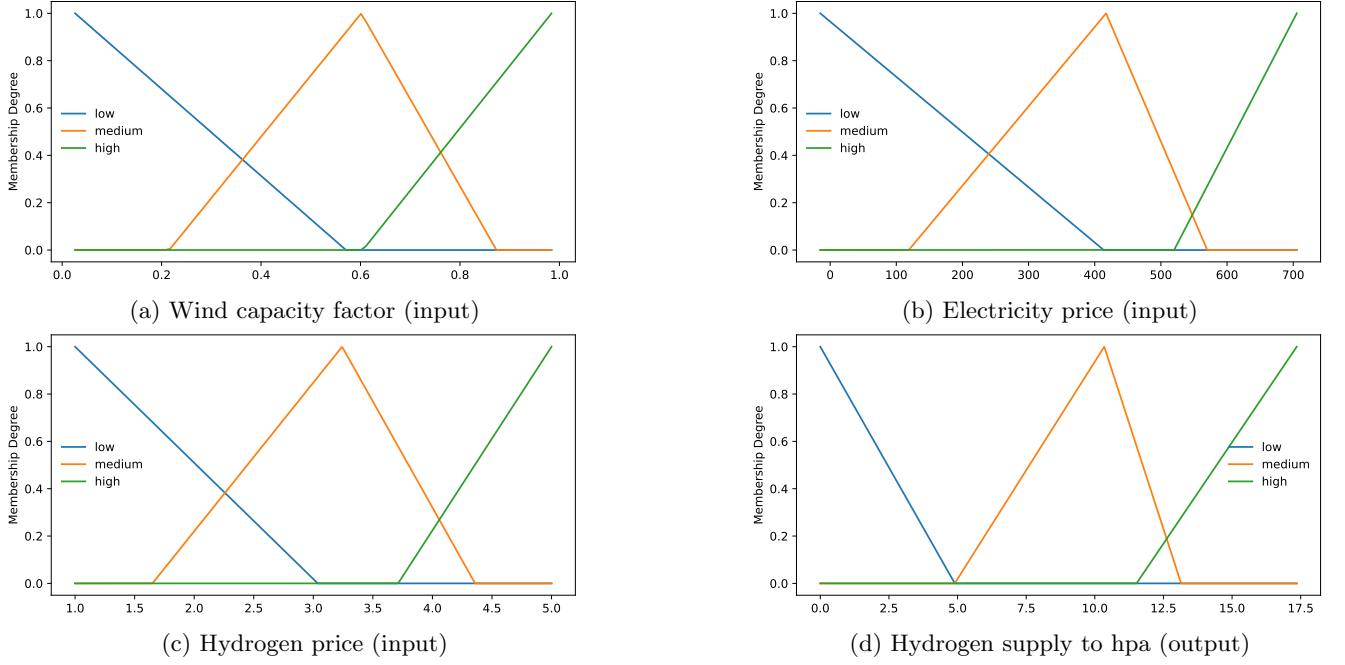 1.0
0.8
0.6
0.4
0.2
0.0
Membership Degree
low
medium
high
0.0 0.2 0.4 0.6 0.8 1.0
(a) Wind capacity factor (input)
1.0
0.8
0.6
0.4
0.2
0.0
Membership Degree
low
medium
high
0 100 200 300 400 500 600 700
(b) Electricity price (input)
1.0
0.8
0.6
0.4
0.2
0.0
Membership Degree
low
medium
high
1.0 1.5 2.0 2.5 3.0 3.5 4.0 4.5 5.0
(c) Hydrogen price (input)
1.0
0.8
0.6
0.4
0.2
0.0
Membership Degree
low
medium
high
0.0 2.5 5.0 7.5 10.0 12.5 15.0 17.5
(d) Hydrogen supply to hpa (output)